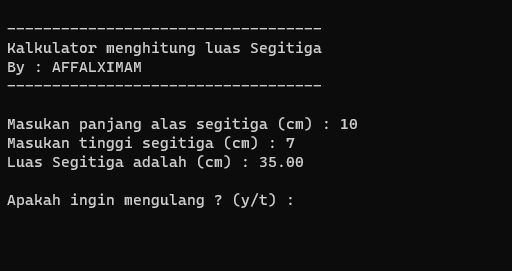 -----------------------------------
Kalkulator menghitung luas Segitiga
By : AFFALXIMAM
-----------------------------------
Masukan panjang alas segitiga (cm) : 10
Masukan tinggi segitiga (cm) : 7
Luas Segitiga adalah (cm) : 35.00
Apakah ingin mengulang ? (y/t) :